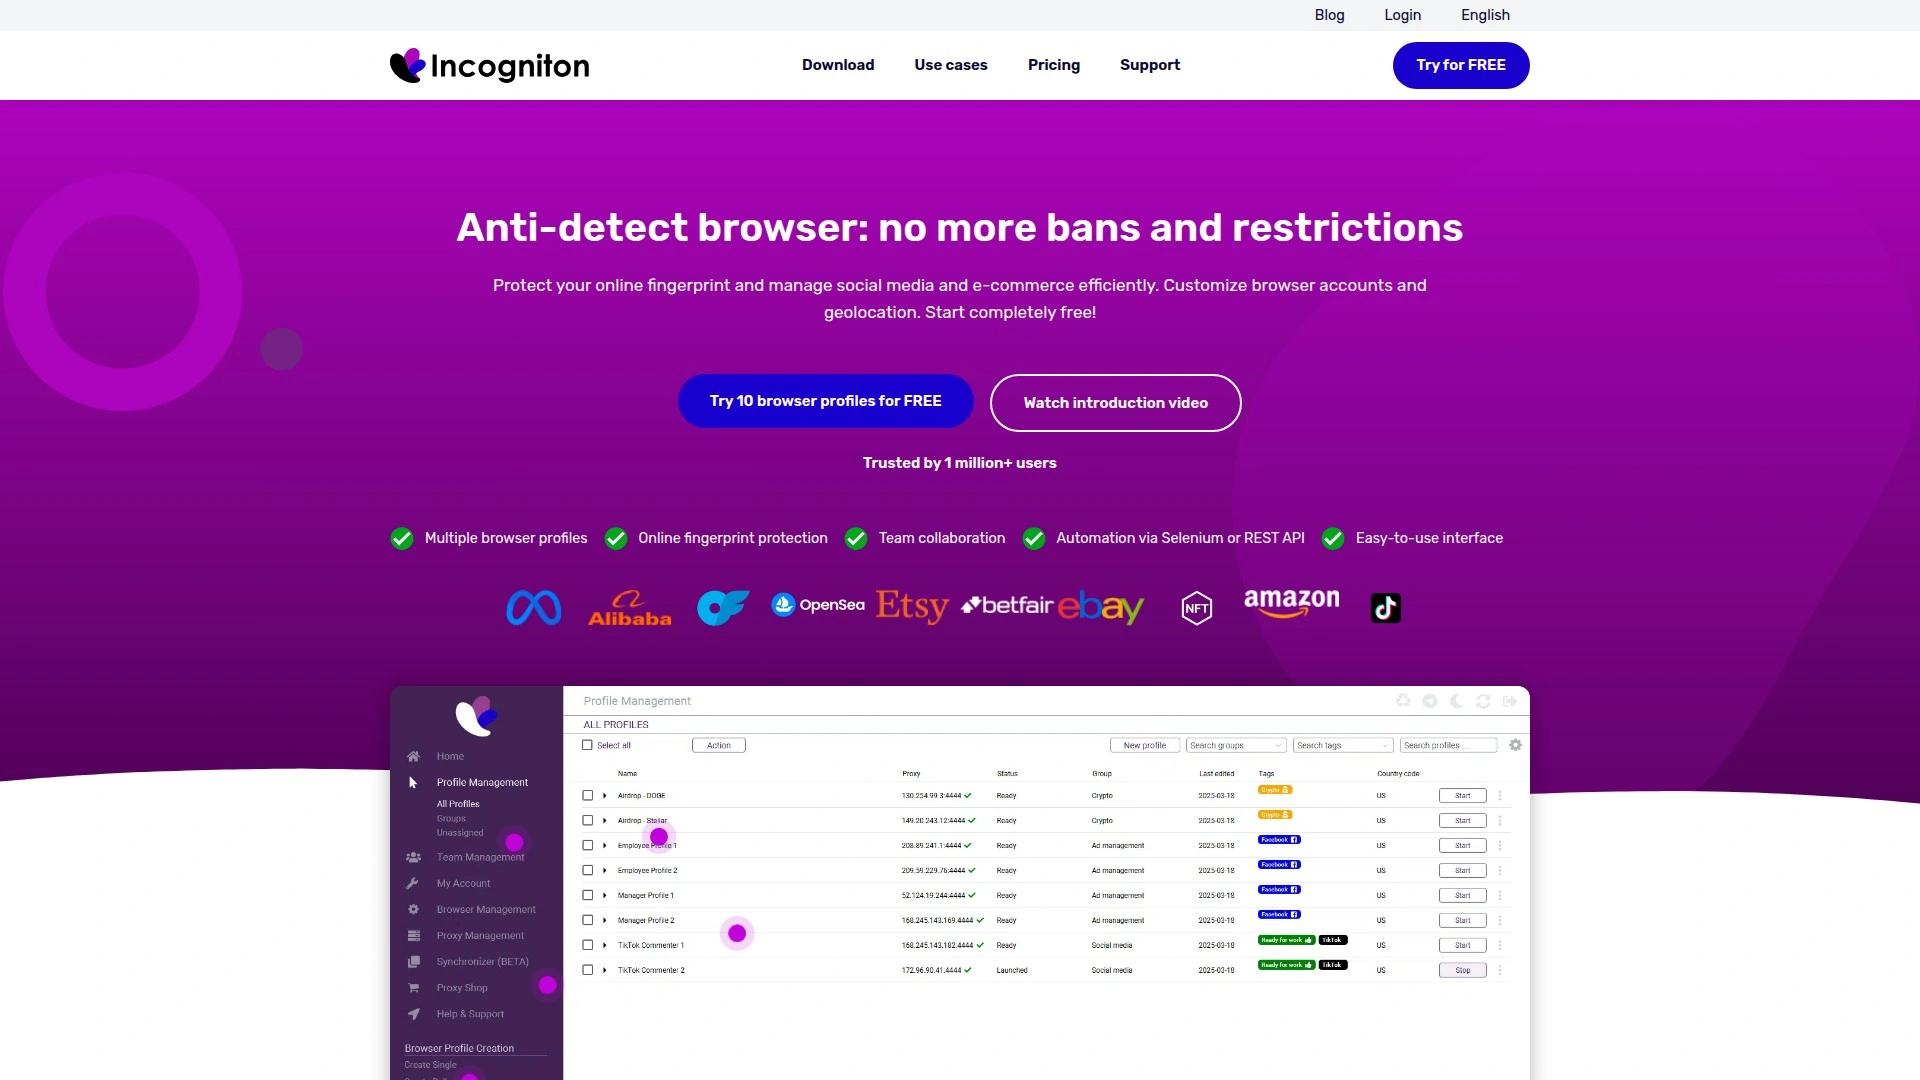 Blog Login English
Incogniton Download Use cases Pricing Support Try for FREE
Anti-detect browser: no more bans and restrictions
Protect your online fingerprint and manage social media and e-commerce efficiently. Customize browser accounts and
geolocation. Start completely free!
Try 10 browser profiles for FREE
Watch introduction video
Trusted by 1 million+ users
Multiple browser profiles Online fingerprint protection Team collaboration Automation via Selenium or REST API Easy-to-use interface
Alibaba OpenSea Etsy betfair ebay NFT amazon
Home
Profile Management
All Profiles
Groups
Unassigned
Team Management
My Account
Browser Management
Proxy Management
Synchronizer (BETA)
Proxy Shop
Help & Support
Browser Profile Creation
Create Single
Profile Management
ALL PROFILES
Select all Action New profile Search groups Search tags Search profiles ...
Name Proxy Status Group Last edited Tags Country code
Airdrop - DOGE 130.254.99.3:4444 Ready Crypto 2025-03-18 Crypto US Start
Airdrop - Stellar 149.20.243.12:4444 Ready Crypto 2025-03-18 Crypto US Start
Employee Profile 1 208.89.241.1:4444 Ready Ad management 2025-03-18 Facebook US Start
Employee Profile 2 209.59.229.76:4444 Ready Ad management 2025-03-18 Facebook US Start
Manager Profile 1 52.124.19.244:4444 Ready Ad management 2025-03-18 Facebook US Start
Manager Profile 2 168.245.143.169:4444 Ready Ad management 2025-03-18 Facebook US Start
TikTok Commenter 1 168.245.143.182:4444 Ready Social media 2025-03-18 Ready for work TikTok US Start
TikTok Commenter 2 172.96.90.41:4444 Launched Social media 2025-03-18 Ready for work TikTok US Stop